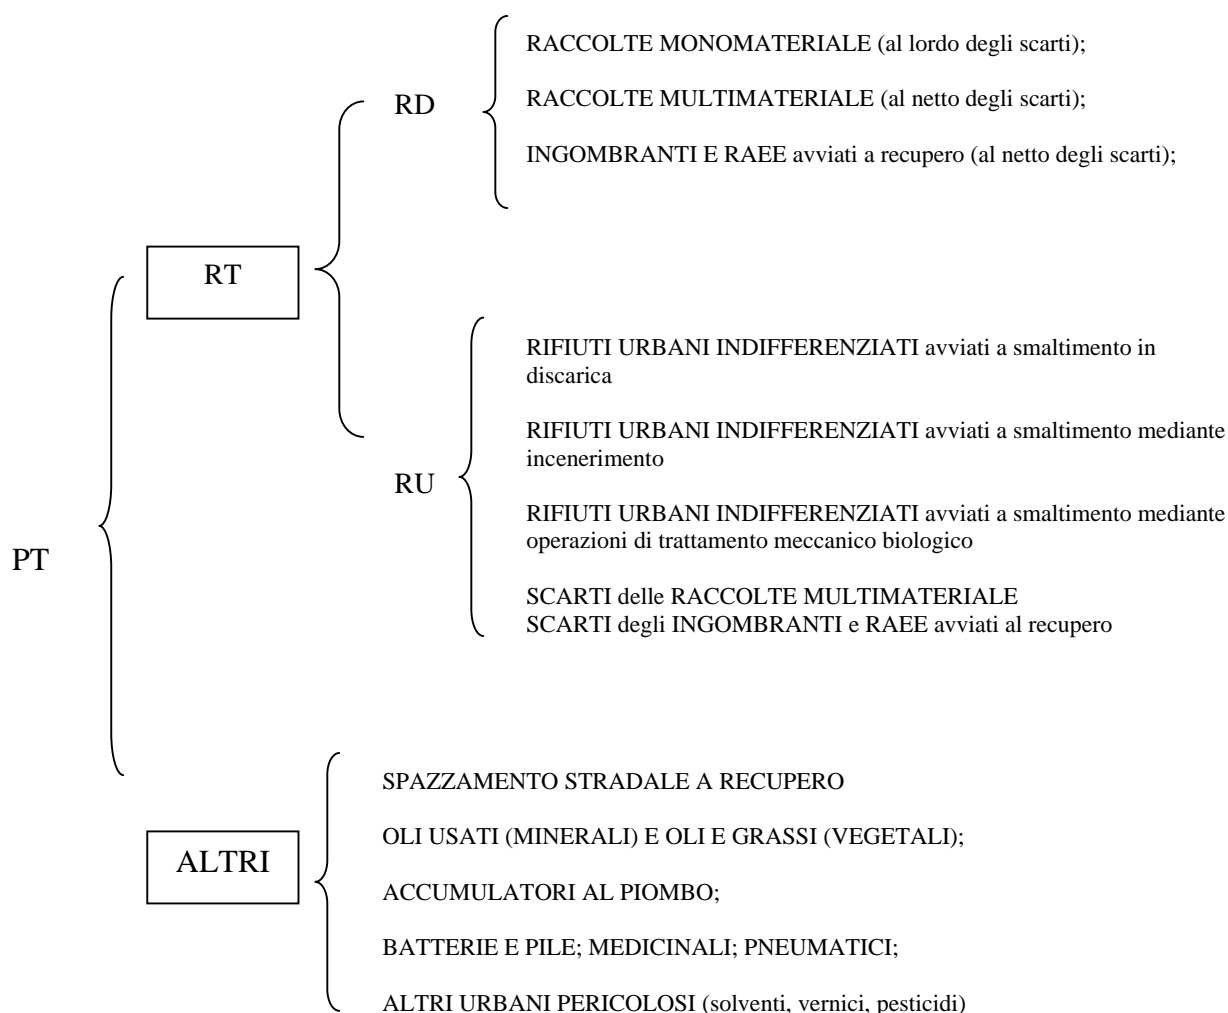 RACCOLTE MONOMATERIALE (al lordo degli scarti);
RD
RACCOLTE MULTIMATERIALE (al netto degli scarti);
INGOMBRANTI E RAEE avviati a recupero (al netto degli scarti);
RT
RIFIUTI URBANI INDIFFERENZIATI avviati a smaltimento in
discarica
RIFIUTI URBANI INDIFFERENZIATI avviati a smaltimento mediante
incenerimento
RU
RIFIUTI URBANI INDIFFERENZIATI avviati a smaltimento mediante
operazioni di trattamento meccanico biologico
PT
SCARTI delle RACCOLTE MULTIMATERIALE
SCARTI degli INGOMBRANTI e RAEE avviati al recupero
SPAZZAMENTO STRADALE A RECUPERO
OLI USATI (MINERALI) E OLI E GRASSI (VEGETALI);
ALTRI
ACCUMULATORI AL PIOMBO;
BATTERIE E PILE; MEDICINALI; PNEUMATICI;
ALTRI URBANI PERICOLOSI (solventi, vernici, pesticidi)